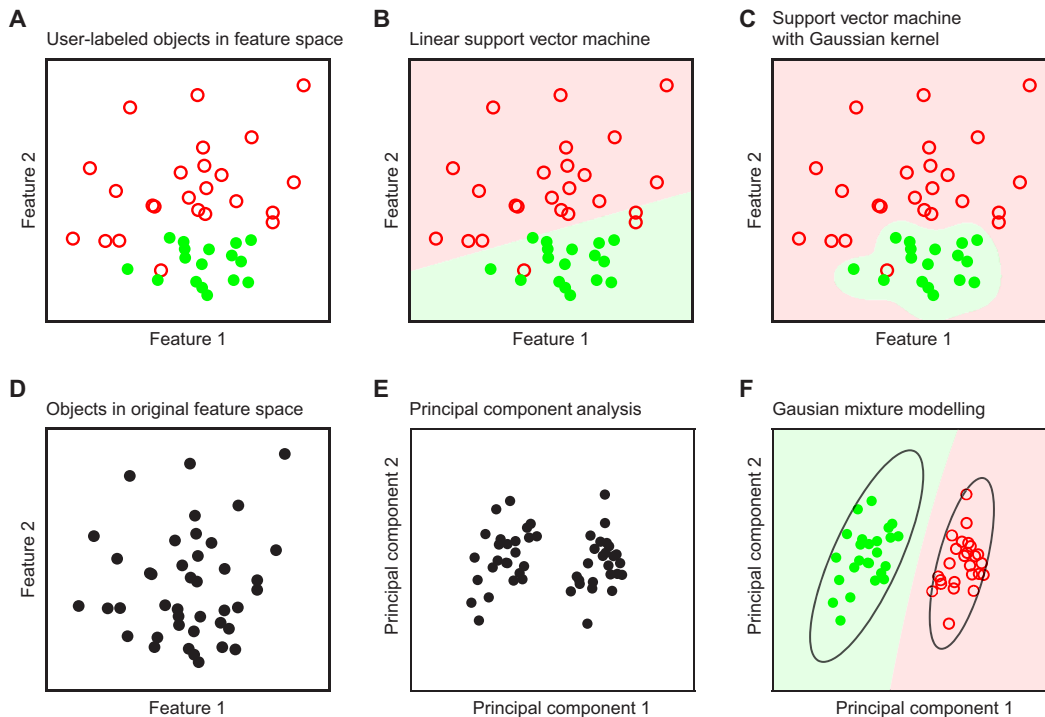 A
User-labeled objects in feature space
Feature 2
Feature 1
B
Linear support vector machine
Feature 1
C
Support vector machine
with Gaussian kernel
Feature 2
Feature 1
D
Objects in original feature space
Feature 2
Feature 1
E
Principal component analysis
Principal component 2
Principal component 1
F
Gausian mixture modelling
Principal component 2
Principal component 1